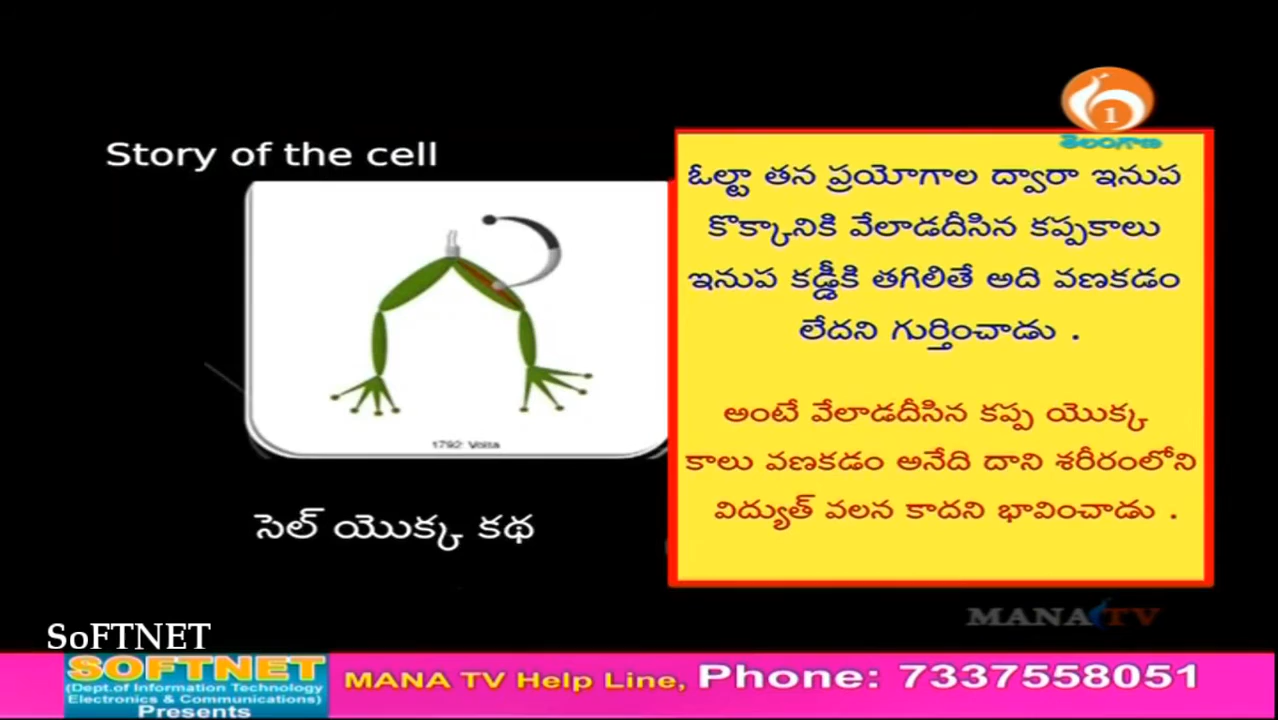 1
తెలంగాణ
Story of the cell
ఓల్టా తన ప్రయోగాల ద్వారా ఇనుప
కొక్కానికి వేలాడదీసిన కప్పకాలు
ఇనుప కడ్డీకి తగిలితే అది వణకడం
లేదని గుర్తించాడు .
అంటే వేలాడదీసిన కప్ప యొక్క
కాలు వణకడం అనేది దాని శరీరంలోని
విద్యుత్ వలన కాదని భావించాడు .
1792: Volta
సెల్ యొక్క కథ
MANA TV
SoFTNET
SOFTNET
(Dept.of Information Technology
Electronics & Communications)
Presents
MANA TV Help Line, Phone: 7337558051